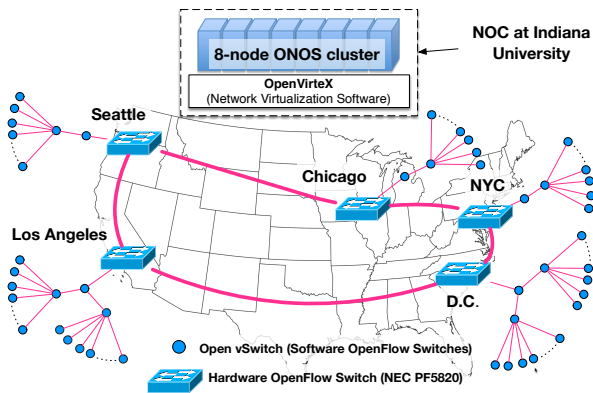 8-node ONOS cluster
OpenVirteX
(Network Virtualization Software)
NOC at Indiana
University
Seattle
Chicago
NYC
Los Angeles
D.C.
Open vSwitch (Software OpenFlow Switches)
Hardware OpenFlow Switch (NEC PF5820)